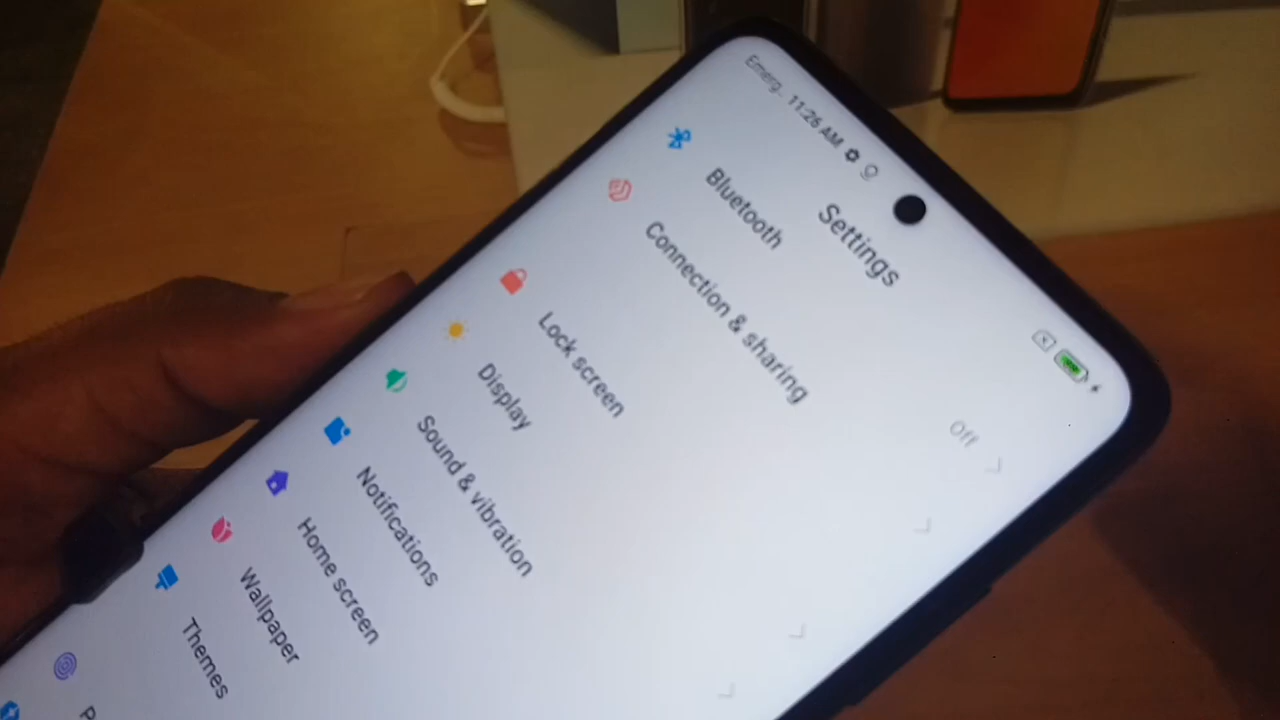 Emerg.. 11:26 AM
Settings
Bluetooth
Off
Connection & sharing
Lock screen
Display
Sound & vibration
Notifications
Home screen
Wallpaper
Themes